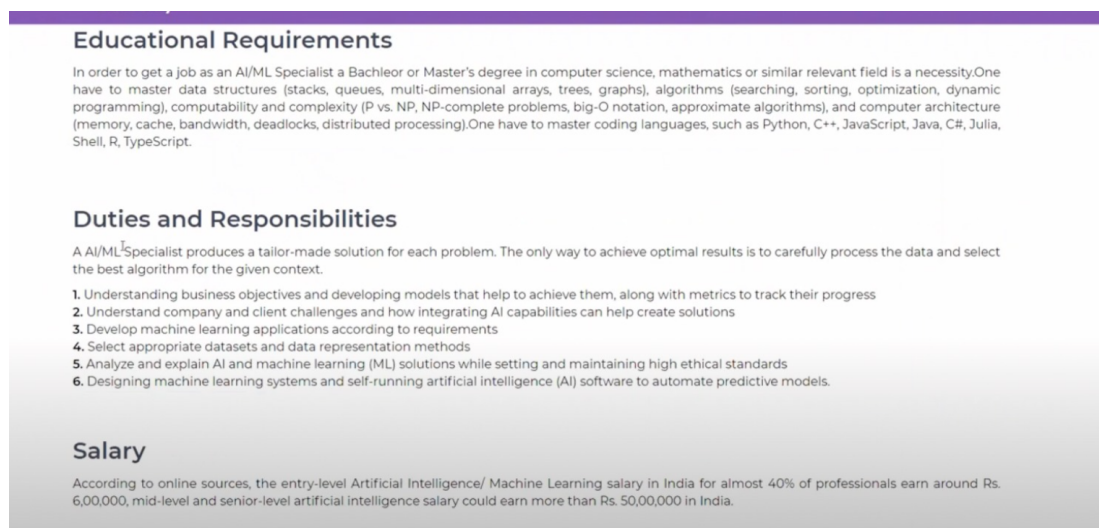 Educational Requirements
In order to get a job as an AI/ML Specialist a Bachleor or Master's degree in computer science, mathematics or similar relevant field is a necessity.One
have to master data structures (stacks, queues, multi-dimensional arrays, trees, graphs), algorithms (searching, sorting, optimization, dynamic
programming), computability and complexity (P vs. NP, NP-complete problems, big-O notation, approximate algorithms), and computer architecture
(memory, cache, bandwidth, deadlocks, distributed processing).One have to master coding languages, such as Python, C++, JavaScript, Java, C#, Julia,
Shell, R, TypeScript.
Duties and Responsibilities
A AI/ML Specialist produces a tailor-made solution for each problem. The only way to achieve optimal results is to carefully process the data and select
the best algorithm for the given context.
1. Understanding business objectives and developing models that help to achieve them, along with metrics to track their progress
2. Understand company and client challenges and how integrating AI capabilities can help create solutions
3. Develop machine learning applications according to requirements
4. Select appropriate datasets and data representation methods
5. Analyze and explain AI and machine learning (ML) solutions while setting and maintaining high ethical standards
6. Designing machine learning systems and self-running artificial intelligence (AI) software to automate predictive models.
Salary
According to online sources, the entry-level Artificial Intelligence/ Machine Learning salary in India for almost 40% of professionals earn around Rs.
6,00,000, mid-level and senior-level artificial intelligence salary could earn more than Rs. 50,00,000 in India.